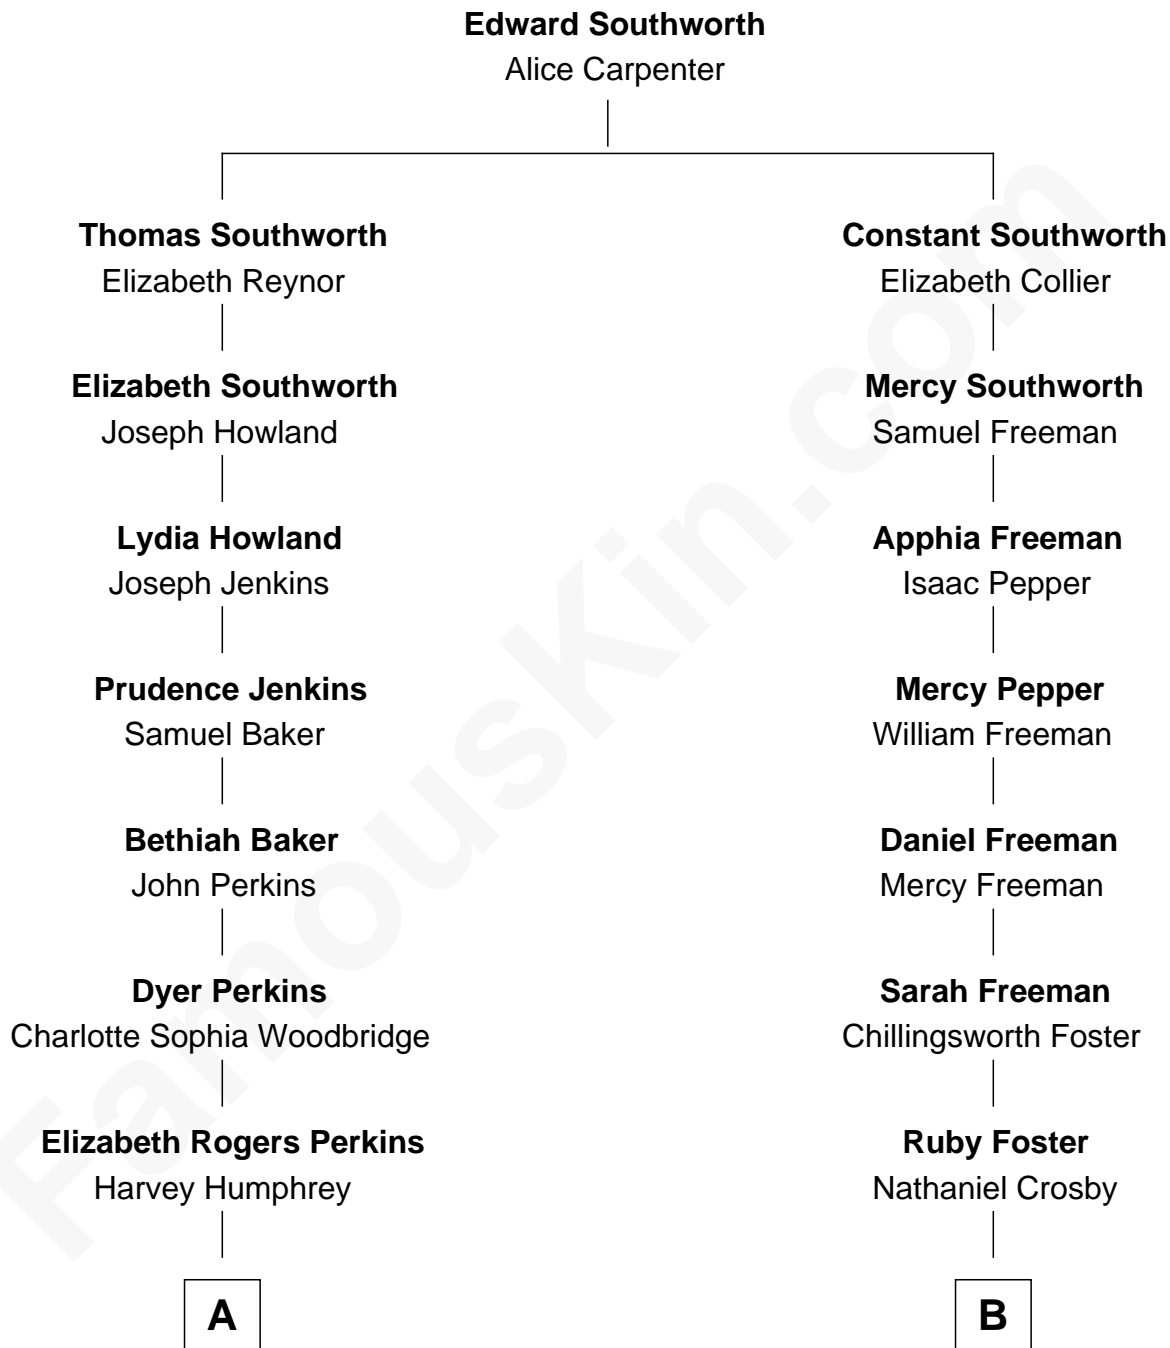 Edward Southworth
Alice Carpenter
Thomas Southworth
Elizabeth Reynor
Constant Southworth
Elizabeth Collier
Elizabeth Southworth
Joseph Howland
Mercy Southworth
Samuel Freeman
Lydia Howland
Joseph Jenkins
Apphia Freeman
Isaac Pepper
Prudence Jenkins
Samuel Baker
Mercy Pepper
William Freeman
Bethiah Baker
John Perkins
Daniel Freeman
Mercy Freeman
Dyer Perkins
Charlotte Sophia Woodbridge
Sarah Freeman
Chillingsworth Foster
Elizabeth Rogers Perkins
Harvey Humphrey
Ruby Foster
Nathaniel Crosby
A
B
FamousKin.com